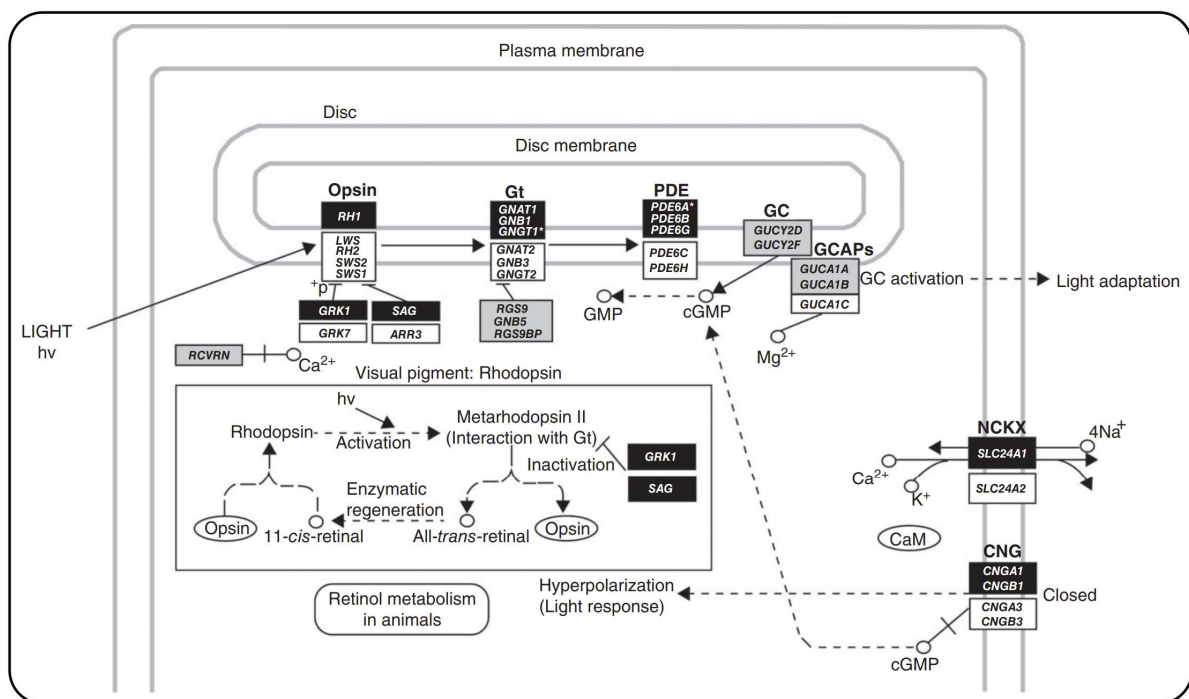 Plasma membrane
Disc
Disc membrane
Opsin
RH1
LWS
RH2
SWS2
SWS1
+p
GRK1
GRK7
SAG
ARR3
Gt
GNAT1
GNB1
GNGT1*
GNAT2
GNB3
GNGT2
RGS9
GNB5
RGS9BP
PDE
PDE6A*
PDE6B
PDE6G
PDE6C
PDE6H
GC
GUCY2D
GUCY2F
GCAPs
GUCA1A
GUCA1B
GUCA1C
GC activation
Light adaptation
GMP
cGMP
Mg2+
LIGHT
hv
RCVRN
Ca2+
Visual pigment: Rhodopsin
hv
Rhodopsin
Activation
Metarhodopsin II
(Interaction with Gt)
Inactivation
GRK1
SAG
Enzymatic
regeneration
Opsin
11-cis-retinal
All-trans-retinal
Opsin
NCKX
SLC24A1
SLC24A2
4Na+
Ca2+
K+
CaM
CNG
CNGA1
CNGB1
CNGA3
CNGB3
Closed
Hyperpolarization
(Light response)
cGMP
Retinol metabolism
in animals